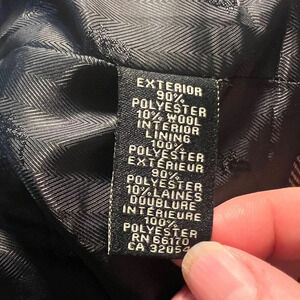 EXTERIOR
90%
POLYESTER
10% WOOL
INTERIOR
LINING
100%
POLYESTER
EXTÉRIEUR
90%
POLYESTER
10% LAINES
DOUBLURE
INTÉRIEURE
100%
POLYESTER
RN 66170
CA 32054